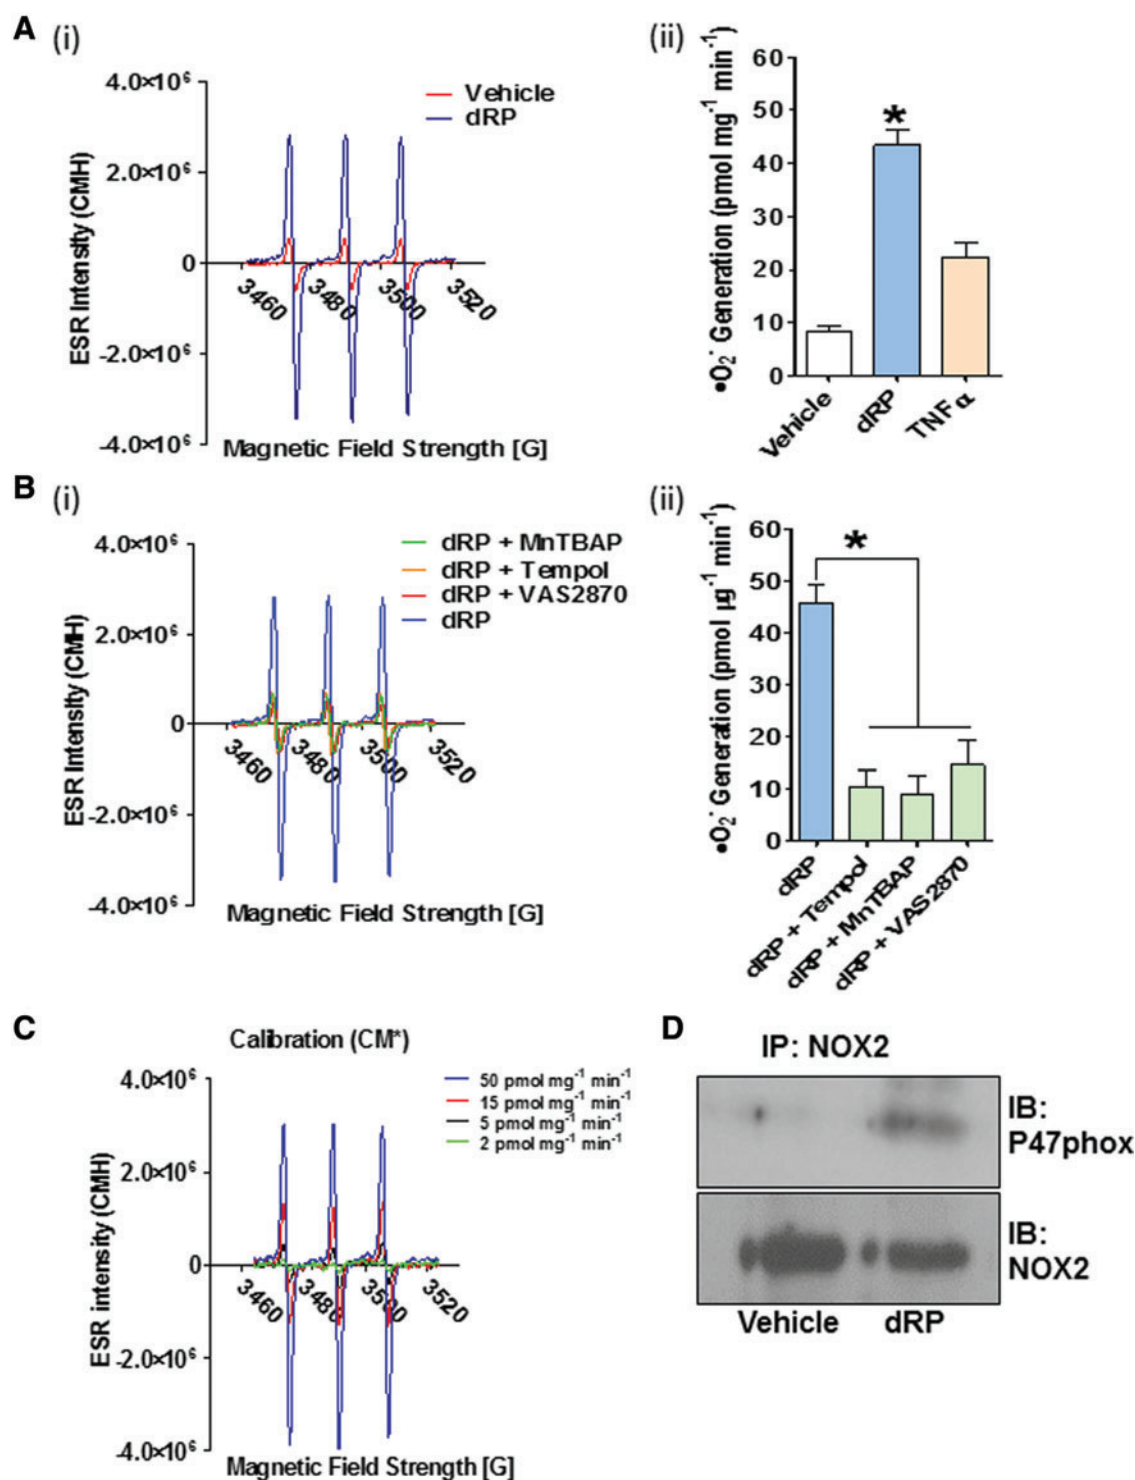 A (i)
4.0×10⁶
2.0×10⁶
0
-2.0×10⁶
-4.0×10⁶
ESR Intensity (CMH)
Vehicle
dRP
3460 3480 3500 3520
Magnetic Field Strength [G]
(ii)
60
50
40
30
20
10
0
•O₂⁻ Generation (pmol mg⁻¹ min⁻¹)
*
Vehicle dRP TNFα
B (i)
4.0×10⁶
2.0×10⁶
0
-2.0×10⁶
-4.0×10⁶
ESR Intensity (CMH)
dRP + MnTBAP
dRP + Tempol
dRP + VAS2870
dRP
3460 3480 3500 3520
Magnetic Field Strength [G]
(ii)
60
50
40
30
20
10
0
•O₂⁻ Generation (pmol µg⁻¹ min⁻¹)
*
dRP
dRP + Tempol
dRP + MnTBAP
dRP + VAS2870
C
Calibration (CM*)
4.0×10⁶
2.0×10⁶
0
-2.0×10⁶
-4.0×10⁶
ESR intensity (CMH)
50 pmol mg⁻¹ min⁻¹
15 pmol mg⁻¹ min⁻¹
5 pmol mg⁻¹ min⁻¹
2 pmol mg⁻¹ min⁻¹
3460 3480 3500 3520
Magnetic Field Strength [G]
D
IP: NOX2
IB:
P47phox
IB:
NOX2
Vehicle dRP